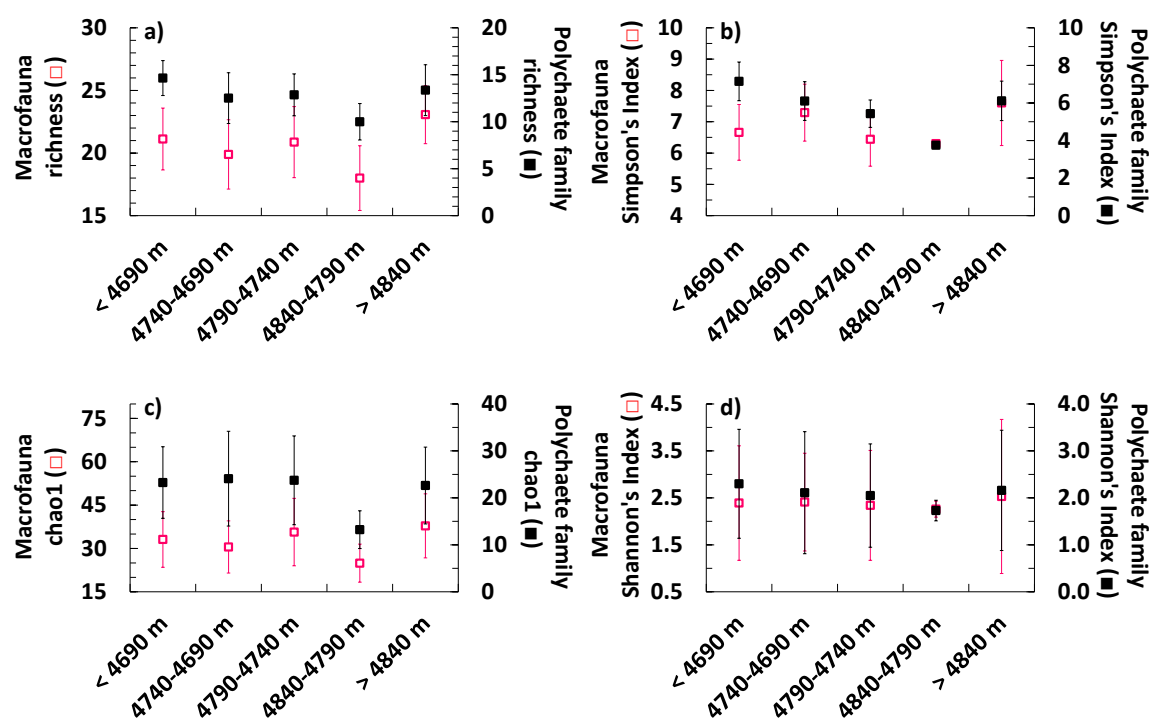 a)
30
25
20
15
Macrofauna
richness (□)
20
15
10
5
0
Polychaete family
richness (■)
< 4690 m
4740-4690 m
4790-4740 m
4840-4790 m
> 4840 m
b)
10
9
8
7
6
5
4
Macrofauna
Simpson's Index (□)
10
8
6
4
2
0
Polychaete family
Simpson's Index (■)
< 4690 m
4740-4690 m
4790-4740 m
4840-4790 m
> 4840 m
c)
75
60
45
30
15
Macrofauna
chao1 (□)
40
30
20
10
0
Polychaete family
chao1 (■)
< 4690 m
4740-4690 m
4790-4740 m
4840-4790 m
> 4840 m
d)
4.5
3.5
2.5
1.5
0.5
Macrofauna
Shannon's Index (□)
4.0
3.0
2.0
1.0
0.0
Polychaete family
Shannon's Index (■)
< 4690 m
4740-4690 m
4790-4740 m
4840-4790 m
> 4840 m